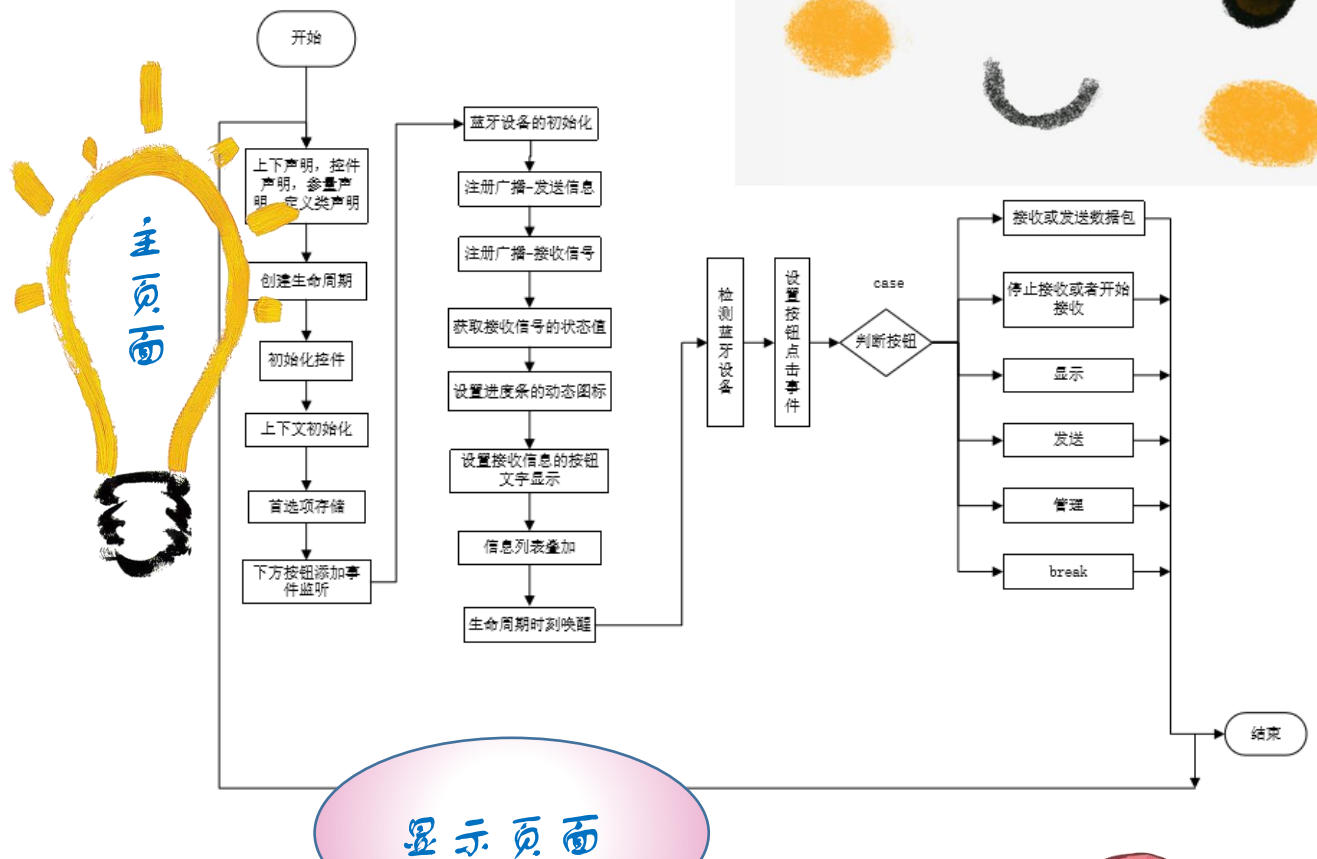 开始
上下声明，控件
声明，参量声
明，定义类声明
创建生命周期
初始化控件
上下文初始化
首选项存储
下方按钮添加事
件监听
主页面
蓝牙设备的初始化
注册广播-发送信息
注册广播-接收信号
获取接收信号的状态值
设置进度条的动态图标
设置接收信息的按钮
文字显示
信息列表叠加
生命周期时刻唤醒
检测蓝牙设备
设置按钮点击事件
case
判断按钮
接收或发送数据包
停止接收或者开始
接收
显示
发送
管理
break
结束
显示页面